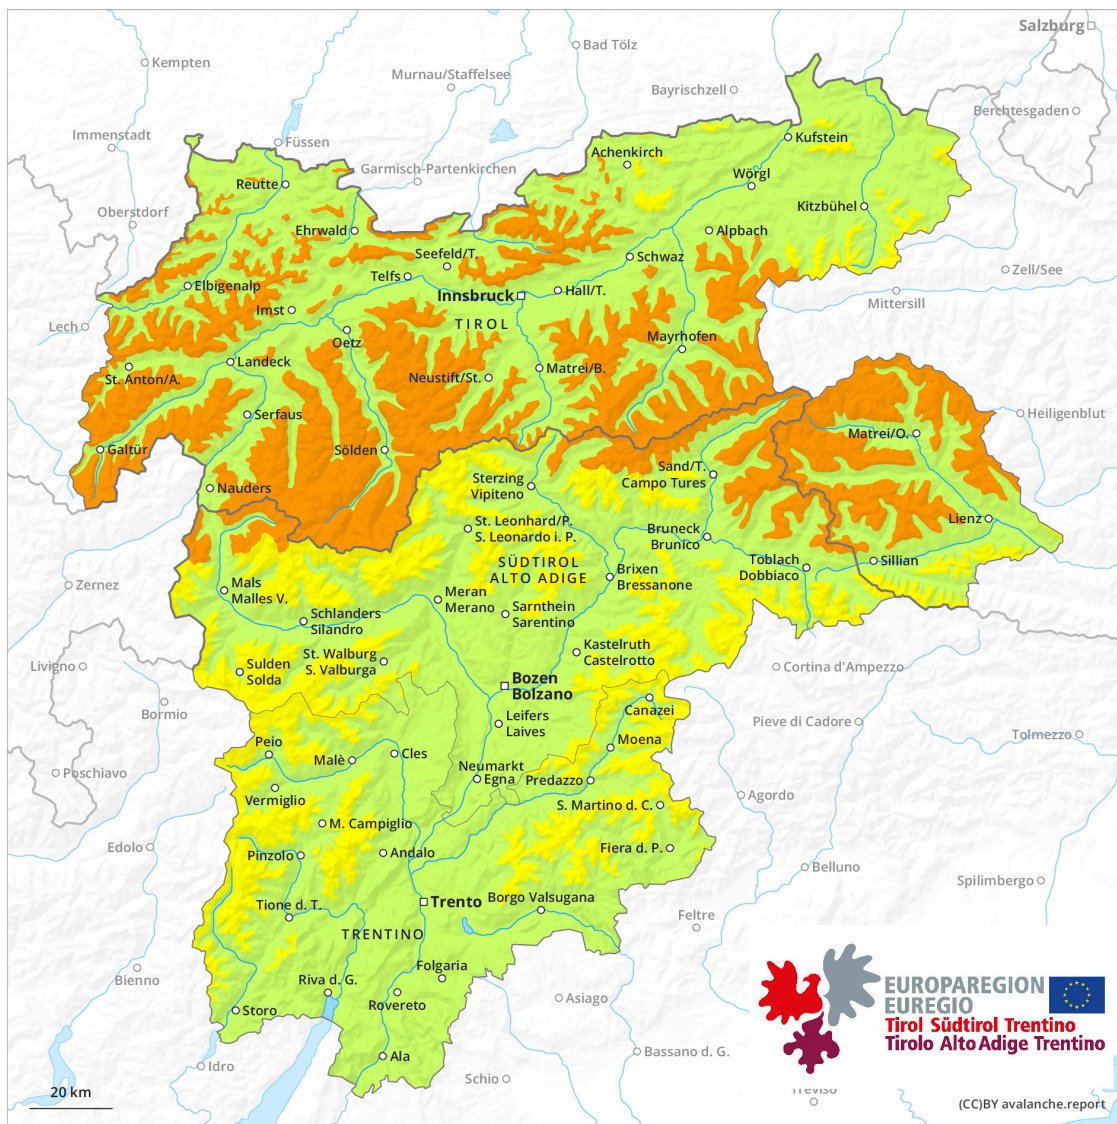 Salzburg
Bad Tölz
Kempten
Murnau/Staffelsee
Bayrischzell
Berchtesgaden
Immenstadt
Füssen
Kufstein
Achenkirch
Garmisch-Partenkirchen
Wörgl
Reutte
Oberstdorf
Kitzbühel
Ehrwald
Alpbach
Seefeld/T.
Schwaz
Zell/See
Telfs
Elbigenalp
Innsbruck
Hall/T.
Mittersill
Imst
TIROL
Lech
Oetz
Mayrhofen
Landeck
Matrei/B.
St. Anton/A.
Neustift/St.
Serfaus
Heiligenblut
Matrei/O.
Galtür
Sölden
Sand/T.
Campo Tures
Sterzing
Vipiteno
Nauders
Lienz
St. Leonhard/P.
S. Leonardo i. P.
Bruneck
Brunico
SÜDTIROL
ALTO ADIGE
Toblach
Dobbiaco
Sillian
Brixen
Bressanone
Zernez
Mals
Malles V.
Meran
Merano
Sarnthein
Sarentino
Schlanders
Silandro
Kastelruth
Castelrotto
St. Walburg
S. Valburga
Livigno
Sulden
Solda
Cortina d'Ampezzo
Bozen
Bolzano
Bormio
Canazei
Leifers
Laives
Pieve di Cadore
Tolmezzo
Peio
Moena
Malè
Cles
Poschiavo
Neumarkt
Egna
Predazzo
Vermiglio
Agordo
S. Martino d. C.
M. Campiglio
Edolo
Pinzolo
Andalo
Fiera d. P.
Belluno
Spilimbergo
Tione d. T.
Trento
Borgo Valsugana
Feltre
TRENTINO
Bienno
Folgaria
Riva d. G.
EUROPAREGION
EUREGIO
Tirol Südtirol Trentino
Tirolo Alto Adige Trentino
Rovereto
Asiago
Storo
Ala
Bassano d. G.
Idro
Schio
Treviso
20 km
(CC)BY avalanche.report